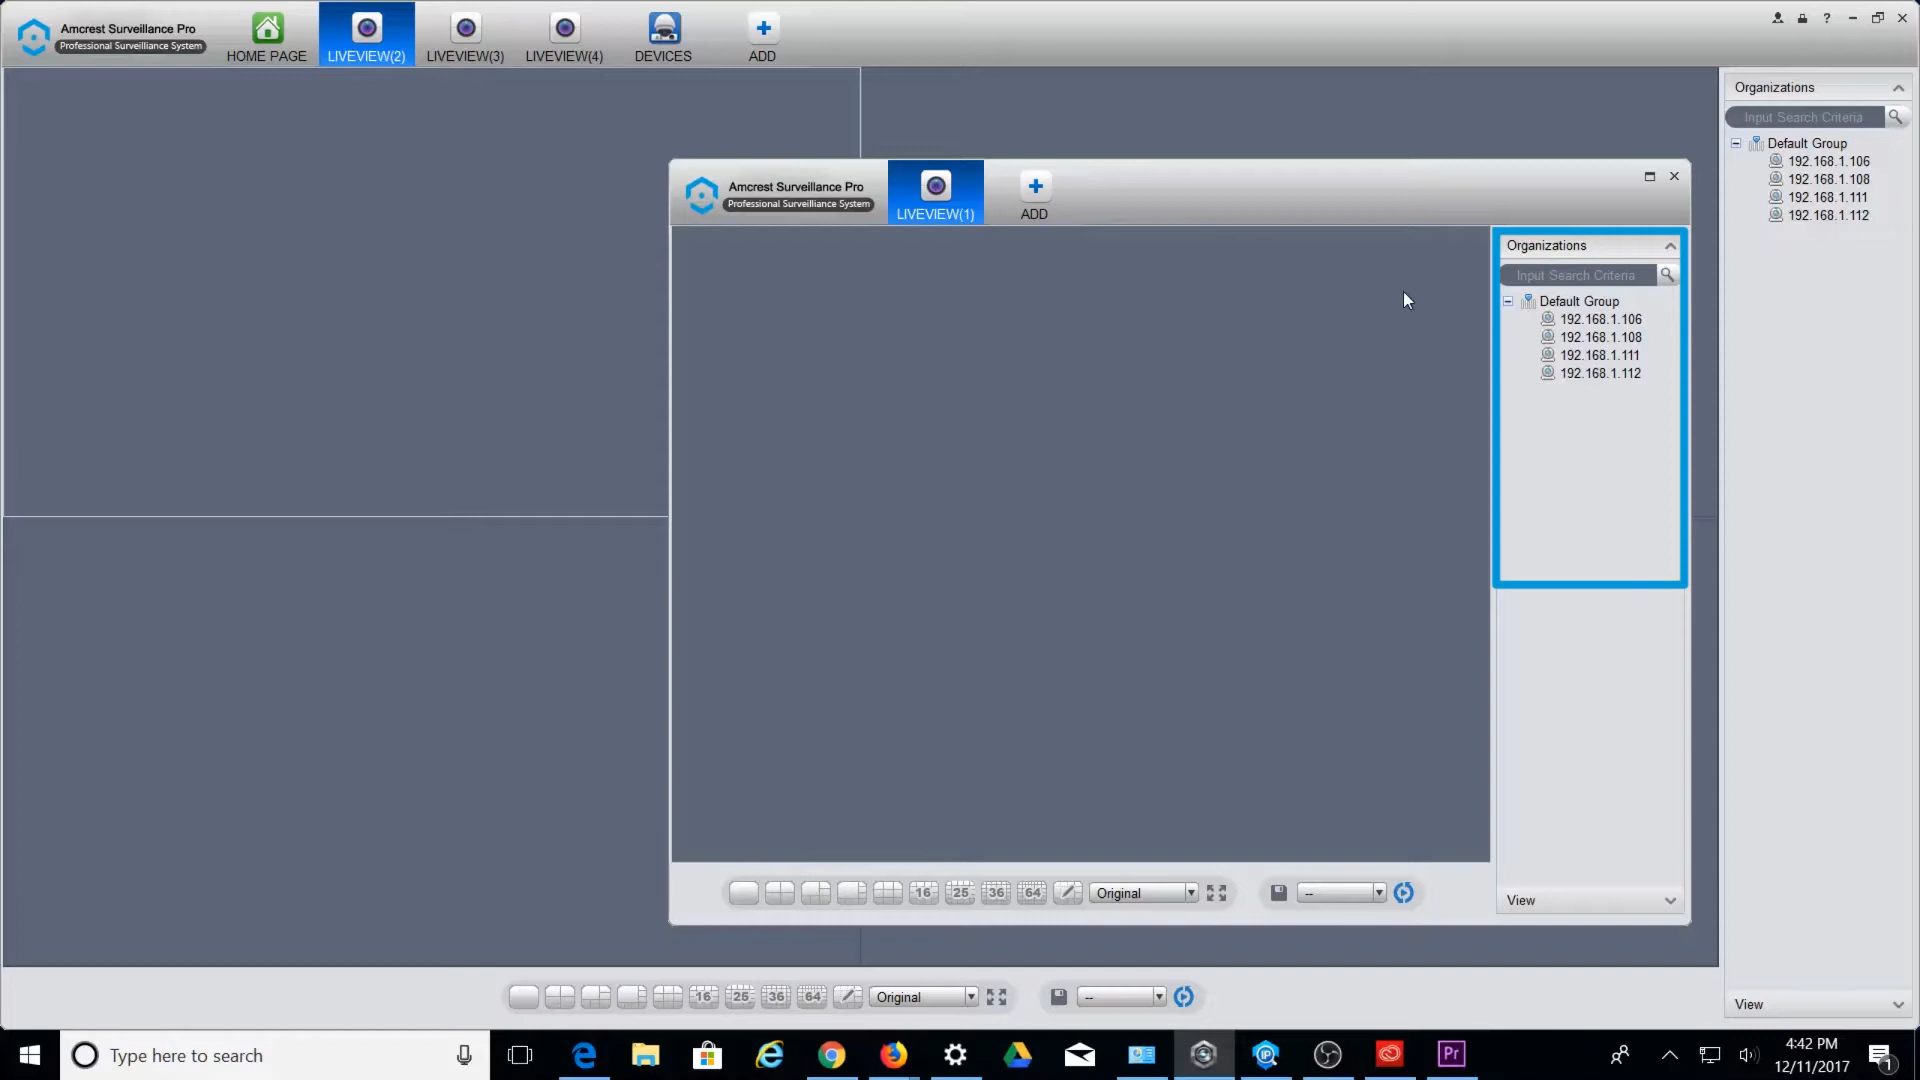 Amcrest Surveillance Pro
Professional Surveillance System
HOME PAGE
LIVEVIEW(2)
LIVEVIEW(3)
LIVEVIEW(4)
DEVICES
ADD
?
Organizations
Input Search Criteria
Default Group
192.168.1.106
192.168.1.108
192.168.1.111
192.168.1.112
Amcrest Surveillance Pro
Professional Surveillance System
LIVEVIEW(1)
ADD
Organizations
Input Search Criteria
Default Group
192.168.1.106
192.168.1.108
192.168.1.111
192.168.1.112
16 25 36 64 Original --
View
16 25 36 64 Original --
View
Type here to search
IP
Pr
4:42 PM
12/11/2017
1